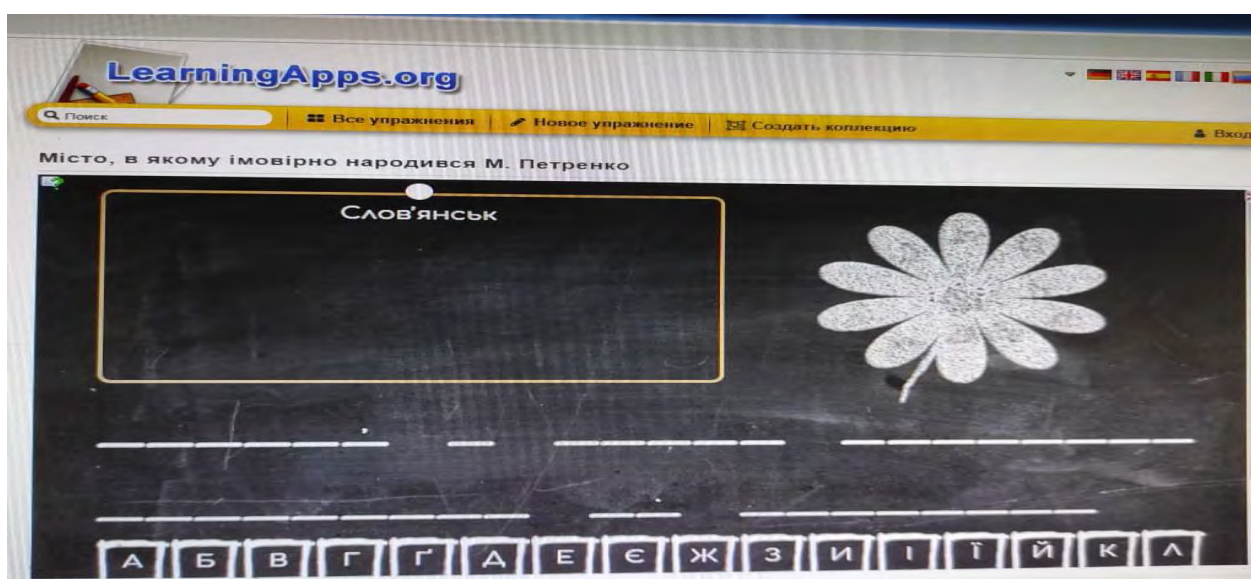 LearningApps.org
Поиск Все упражнения Новое упражнение Создать коллекцию Вход
Місто, в якому імовірно народився М. Петренко
Слов'янськ
А Б В Г Ґ Д Е Є Ж З И І Ї Й К Л